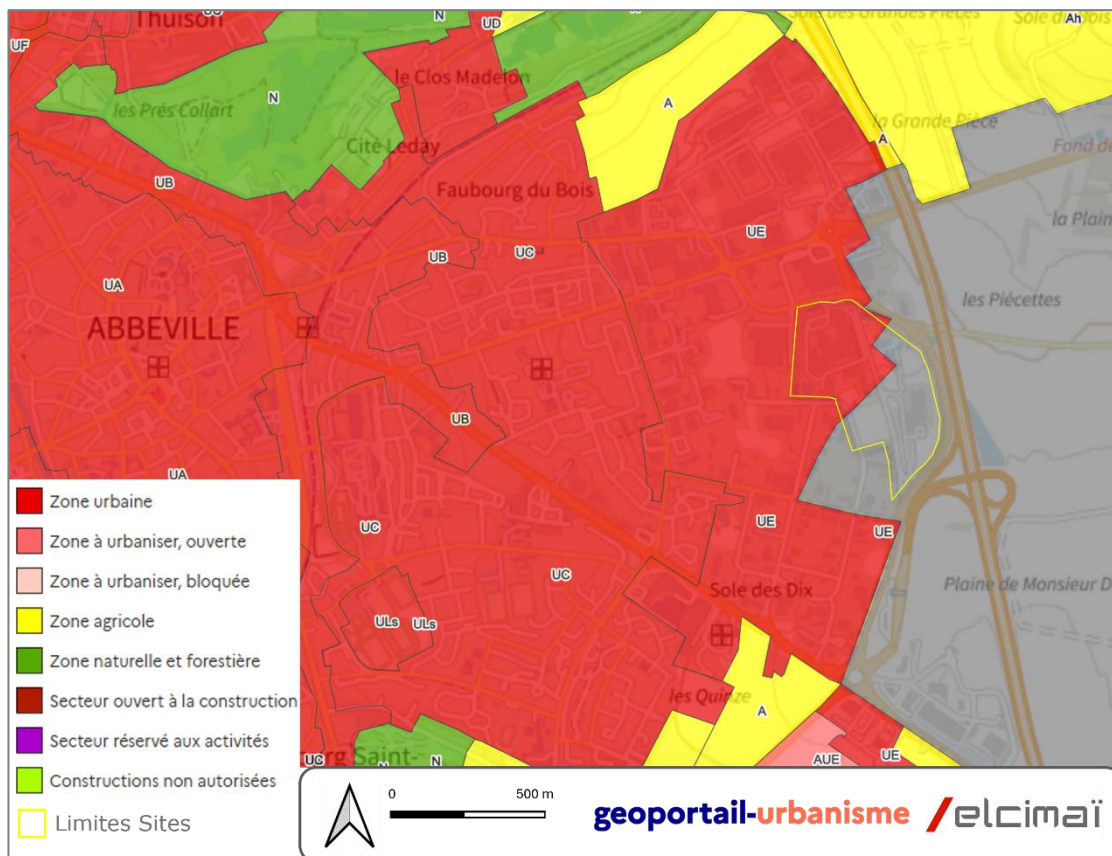 Thuison
UC
N
UD
N
Sole des Grandes Pièces
Sole du Bois
Ah
UF
le Clos Madelon
N
les Prés Collart
A
la Grande Pièce
Cité Leday
A
Fond de
UB
Faubourg du Bois
la Plain
UE
UB
UC
UA
les Piécettes
ABBEVILLE
UB
UA
Zone urbaine
Zone à urbaniser, ouverte
Zone à urbaniser, bloquée
Zone agricole
Zone naturelle et forestière
Secteur ouvert à la construction
Secteur réservé aux activités
Constructions non autorisées
Limites Sites
UC
UE
UE
UC
Sole des Dix
Plaine de Monsieur D
ULs
ULs
les Quinze
A
urg Saint-
UC
N
N
AUE
UE
0
500 m
geoportail-urbanisme
elcimaï